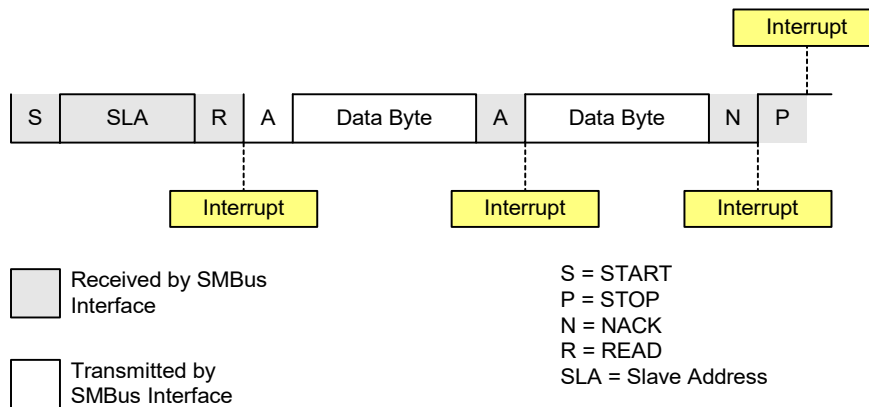 Interrupt
S SLA R A Data Byte A Data Byte N P
Interrupt Interrupt Interrupt
Received by SMBus
Interface
Transmitted by
SMBus Interface
S = START
P = STOP
N = NACK
R = READ
SLA = Slave Address